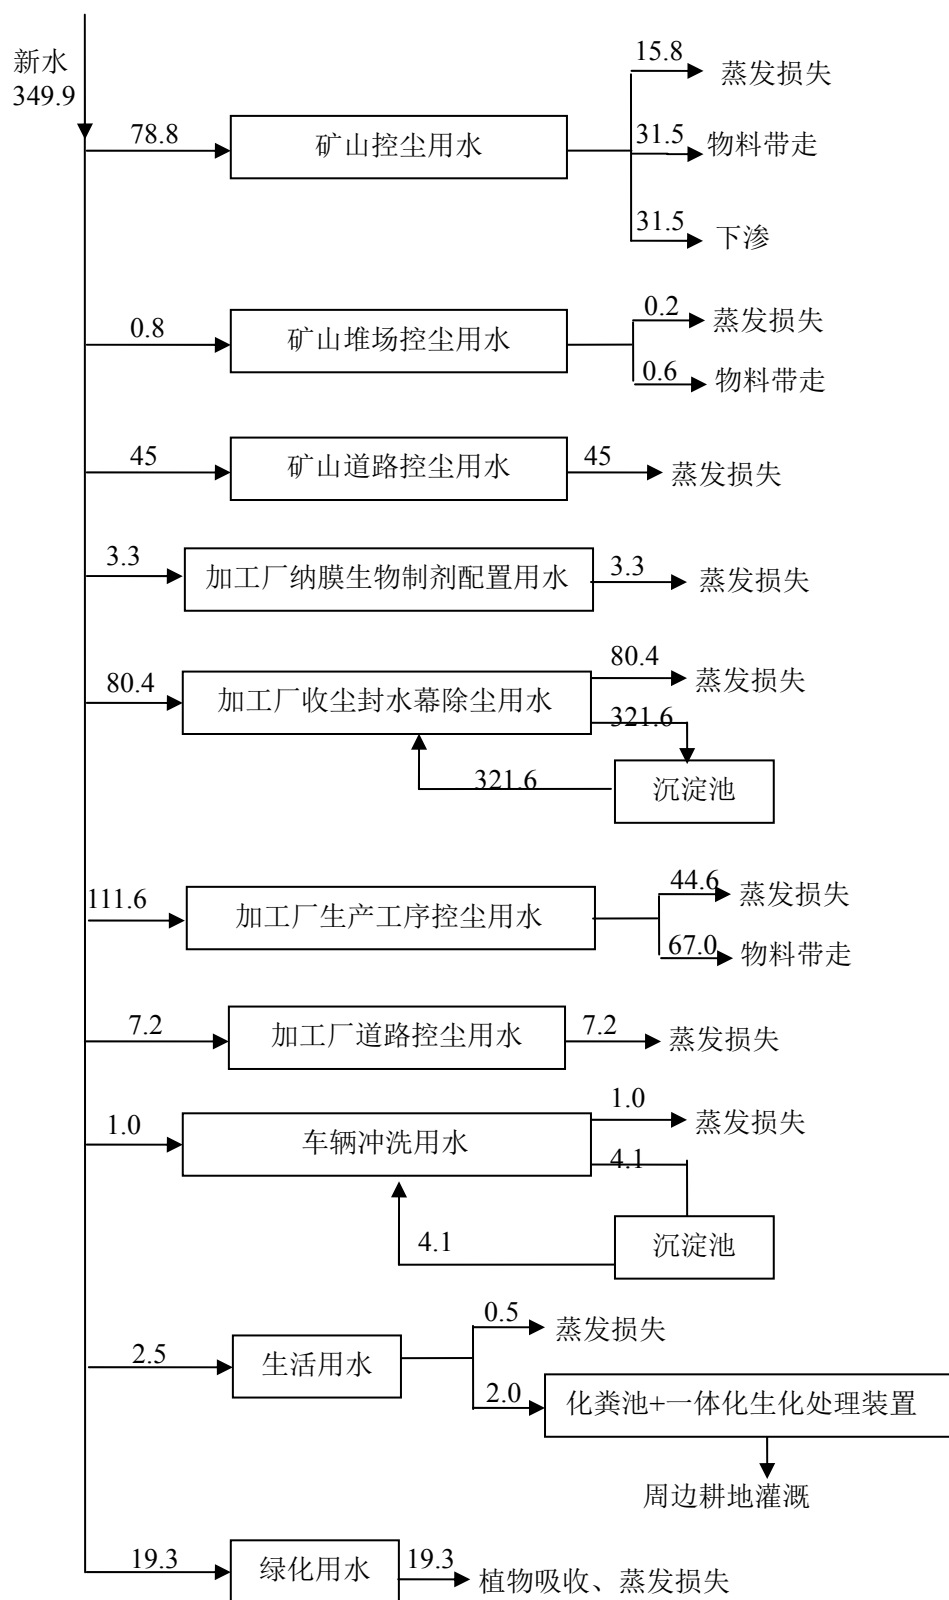 新水
349.9
15.8
蒸发损失
78.8
矿山控尘用水
31.5
物料带走
31.5
下渗
0.8
矿山堆场控尘用水
0.2
蒸发损失
0.6
物料带走
45
矿山道路控尘用水
45
蒸发损失
3.3
加工厂纳膜生物制剂配置用水
3.3
蒸发损失
80.4
加工厂收尘封水幕除尘用水
80.4
蒸发损失
321.6
321.6
沉淀池
111.6
加工厂生产工序控尘用水
44.6
蒸发损失
67.0
物料带走
7.2
加工厂道路控尘用水
7.2
蒸发损失
1.0
车辆冲洗用水
1.0
蒸发损失
4.1
4.1
沉淀池
2.5
生活用水
0.5
蒸发损失
2.0
化粪池+一体化生化处理装置
周边耕地灌溉
19.3
绿化用水
19.3
植物吸收、蒸发损失